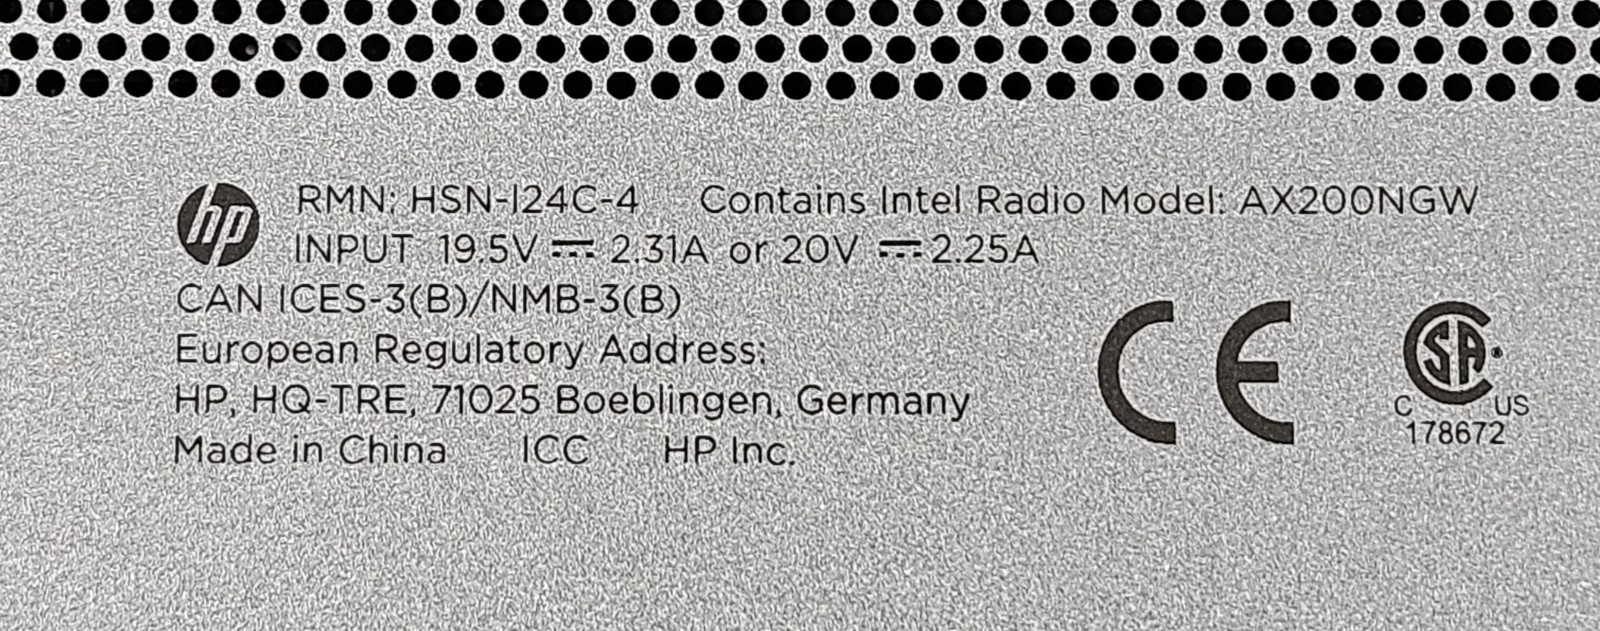 hp RMN: HSN-I24C-4 Contains Intel Radio Model: AX200NGW
INPUT 19.5V ⎓ 2.31A or 20V ⎓ 2.25A
CAN ICES-3(B)/NMB-3(B)
European Regulatory Address:
HP, HQ-TRE, 71025 Boeblingen, Germany
Made in China ICC HP Inc.
CE
CSA®
C US
178672